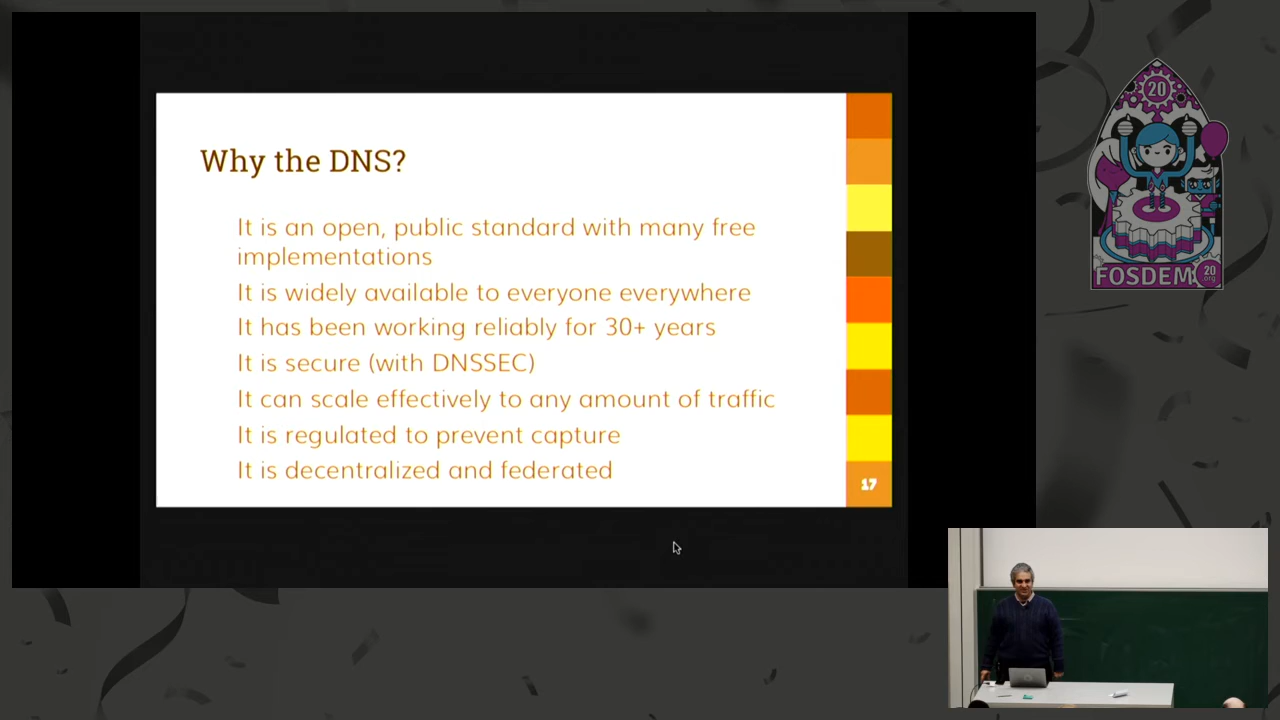 Why the DNS?
It is an open, public standard with many free
implementations
It is widely available to everyone everywhere
It has been working reliably for 30+ years
It is secure (with DNSSEC)
It can scale effectively to any amount of traffic
It is regulated to prevent capture
It is decentralized and federated
17
20
FOSDEM
20
.org